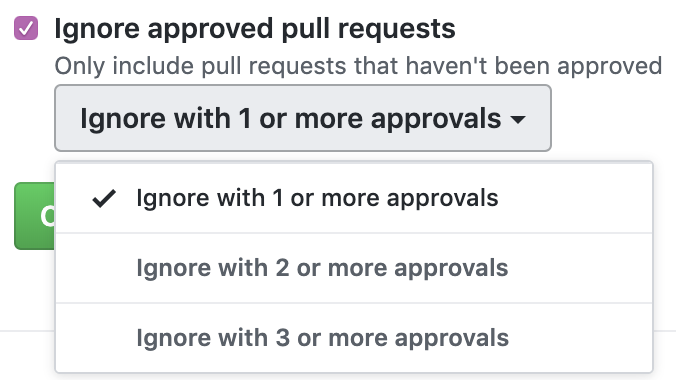 Ignore approved pull requests
Only include pull requests that haven't been approved
Ignore with 1 or more approvals
Ignore with 1 or more approvals
Ignore with 2 or more approvals
Ignore with 3 or more approvals